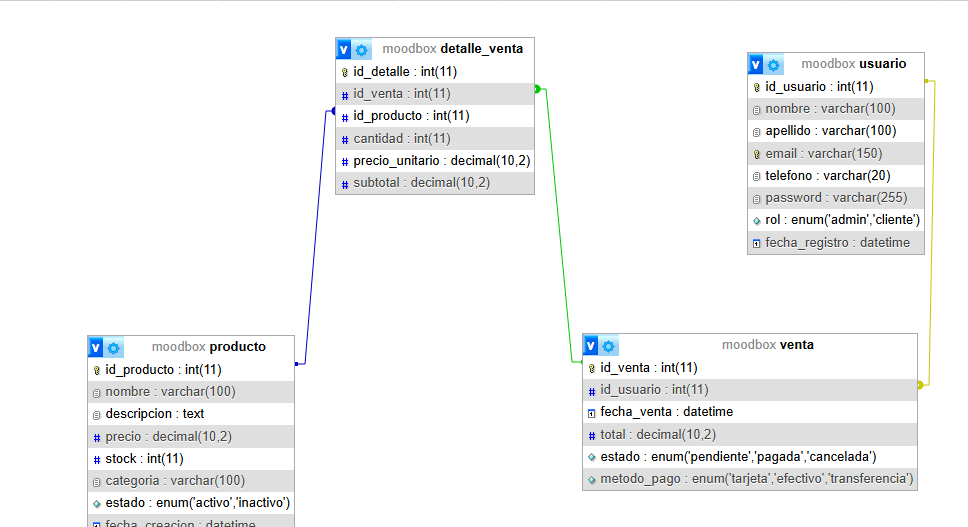 v moodbox detalle_venta
id_detalle : int(11)
# id_venta : int(11)
# id_producto : int(11)
# cantidad : int(11)
# precio_unitario : decimal(10,2)
# subtotal : decimal(10,2)
v moodbox usuario
id_usuario : int(11)
nombre : varchar(100)
apellido : varchar(100)
email : varchar(150)
telefono : varchar(20)
password : varchar(255)
rol : enum('admin','cliente')
fecha_registro : datetime
v moodbox producto
id_producto : int(11)
nombre : varchar(100)
descripcion : text
# precio : decimal(10,2)
# stock : int(11)
categoria : varchar(100)
estado : enum('activo','inactivo')
fecha_creacion : datetime
v moodbox venta
id_venta : int(11)
# id_usuario : int(11)
fecha_venta : datetime
# total : decimal(10,2)
estado : enum('pendiente','pagada','cancelada')
metodo_pago : enum('tarjeta','efectivo','transferencia')